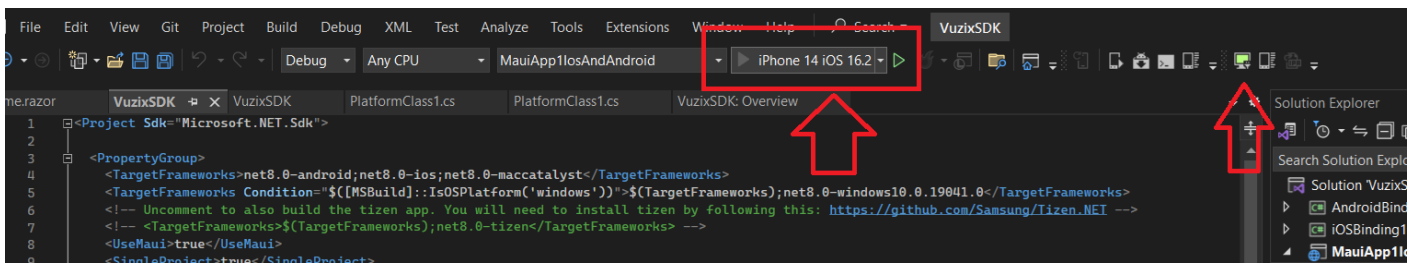 File Edit View Git Project Build Debug XML Test Analyze Tools Extensions Window Help Search VuzixSDK
Debug Any CPU MauiApp1IosAndAndroid iPhone 14 iOS 16.2
me.razor VuzixSDK VuzixSDK PlatformClass1.cs PlatformClass1.cs VuzixSDK: Overview
Solution Explorer
1 <Project Sdk="Microsoft.NET.Sdk">
2
3 <PropertyGroup>
4 <TargetFrameworks>net8.0-android;net8.0-ios;net8.0-maccatalyst</TargetFrameworks>
5 <TargetFrameworks Condition="$([MSBuild]::IsOSPlatform('windows'))">$(TargetFrameworks);net8.0-windows10.0.19041.0</TargetFrameworks>
6 <!-- Uncomment to also build the tizen app. You will need to install tizen by following this: https://github.com/Samsung/Tizen.NET -->
7 <!-- <TargetFrameworks>$(TargetFrameworks);net8.0-tizen</TargetFrameworks> -->
8 <UseMaui>true</UseMaui>
9 <SingleProject>true</SingleProject>
Search Solution Explo
Solution 'VuzixS
AndroidBind
iOSBinding1
MauiApp1Io